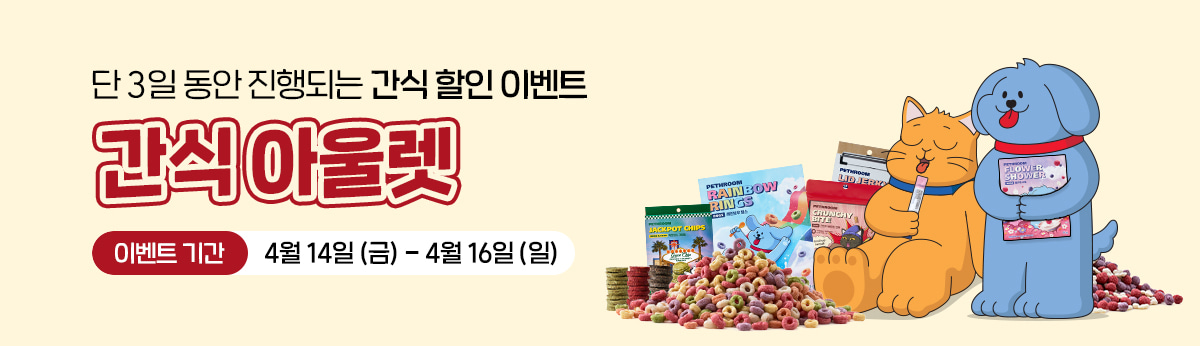 단 3일 동안 진행되는 간식 할인 이벤트
간식 아울렛
이벤트 기간 4월 14일 (금) - 4월 16일 (일)
PETHROOM
RAINBOW
RINGS
JACKPOT CHIPS
PETHROOM
PETHROOM
CRUNCHY
BITE
PETHROOM
FLOWER
SHOWER